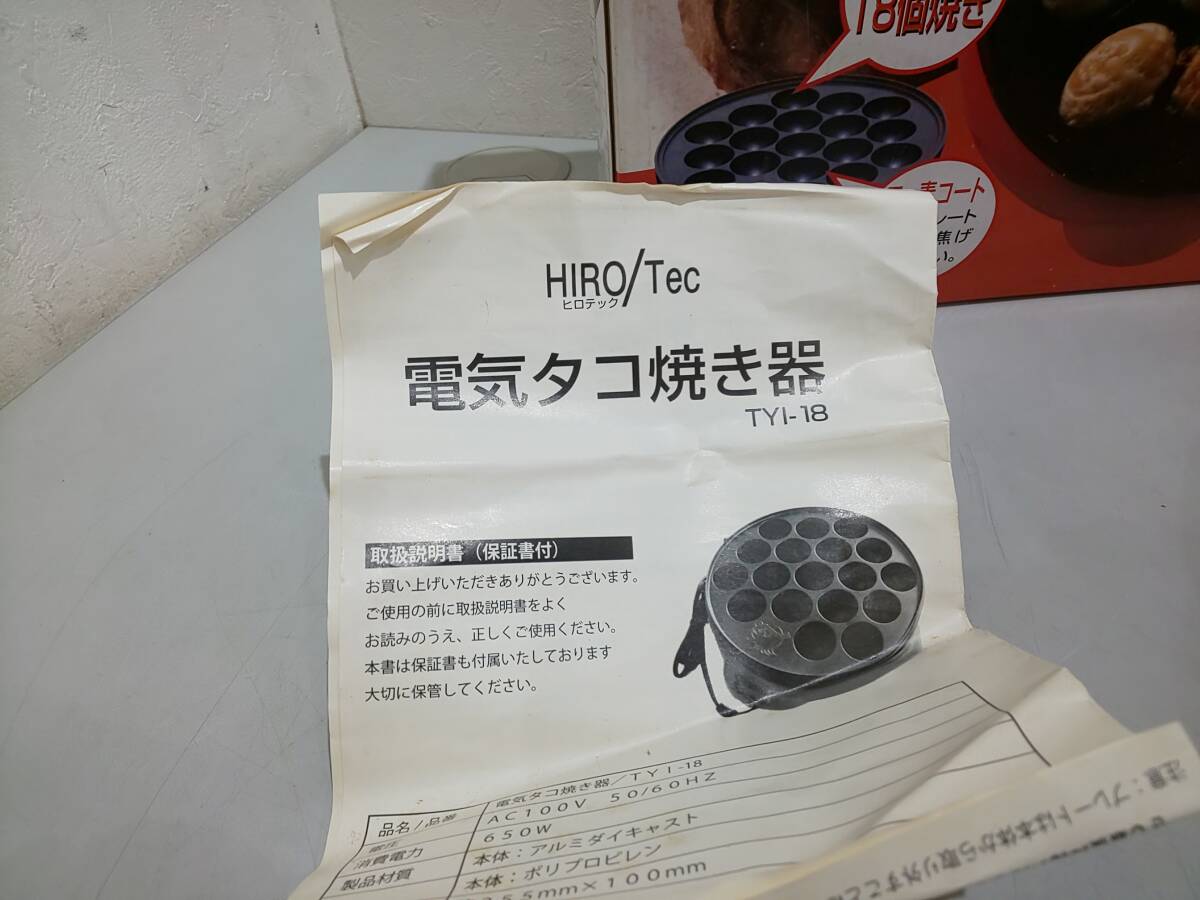 18個焼き
コート
レート
焦げ
い。
HIRO/Tec
ヒロテック
電気タコ焼き器
TYI-18
取扱説明書（保証書付）
お買い上げいただきありがとうございます。
ご使用の前に取扱説明書をよく
お読みのうえ、正しくご使用ください。
本書は保証書も付属いたしております
大切に保管してください。
品名/品番 電気タコ焼き器/TYI-18
電圧 AC100V 50/60HZ
消費電力 650W
製品材質 本体：アルミダイキャスト
本体：ポリプロピレン
55mm×100mm
注意：プレートは本体から取り外すこと